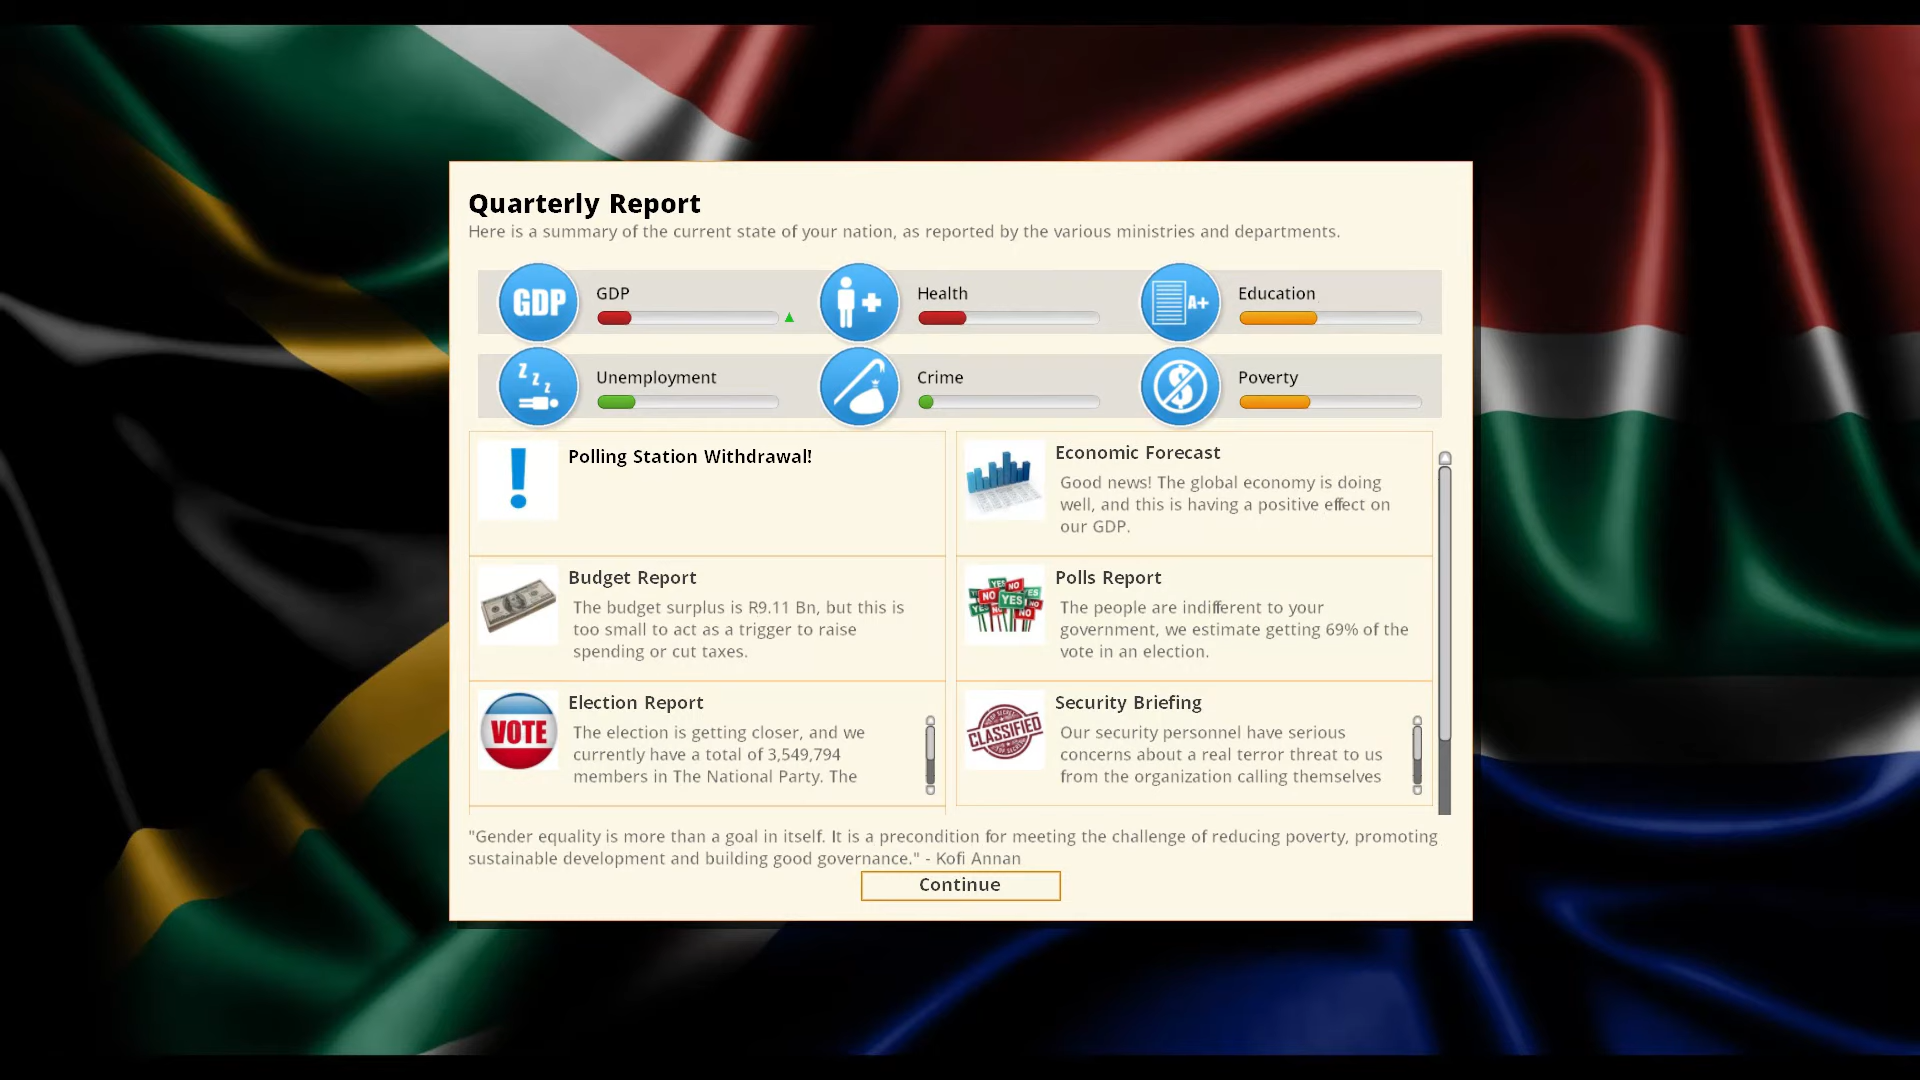 Quarterly Report
Here is a summary of the current state of your nation, as reported by the various ministries and departments.
GDP
GDP
Health
A+
Education
Z Z Z
Unemployment
Crime
$
Poverty
!
Polling Station Withdrawal!
Economic Forecast
Good news! The global economy is doing
well, and this is having a positive effect on
our GDP.
Budget Report
The budget surplus is R9.11 Bn, but this is
too small to act as a trigger to raise
spending or cut taxes.
YES NO
NO YES
NO
Polls Report
The people are indifferent to your
government, we estimate getting 69% of the
vote in an election.
VOTE
Election Report
The election is getting closer, and we
currently have a total of 3,549,794
members in The National Party. The
CLASSIFIED
Security Briefing
Our security personnel have serious
concerns about a real terror threat to us
from the organization calling themselves
"Gender equality is more than a goal in itself. It is a precondition for meeting the challenge of reducing poverty, promoting
sustainable development and building good governance." - Kofi Annan
Continue